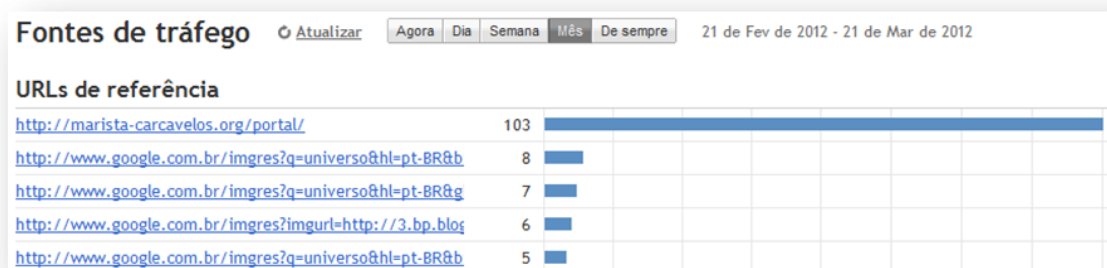 Fontes de tráfego Atualizar Agora Dia Semana Mês De sempre 21 de Fev de 2012 - 21 de Mar de 2012
URLs de referência
http://marista-carcavelos.org/portal/ 103
http://www.google.com.br/imgres?q=universo&hl=pt-BR&b 8
http://www.google.com.br/imgres?q=universo&hl=pt-BR&g 7
http://www.google.com.br/imgres?imgurl=http://3.bp.blog 6
http://www.google.com.br/imgres?q=universo&hl=pt-BR&b 5